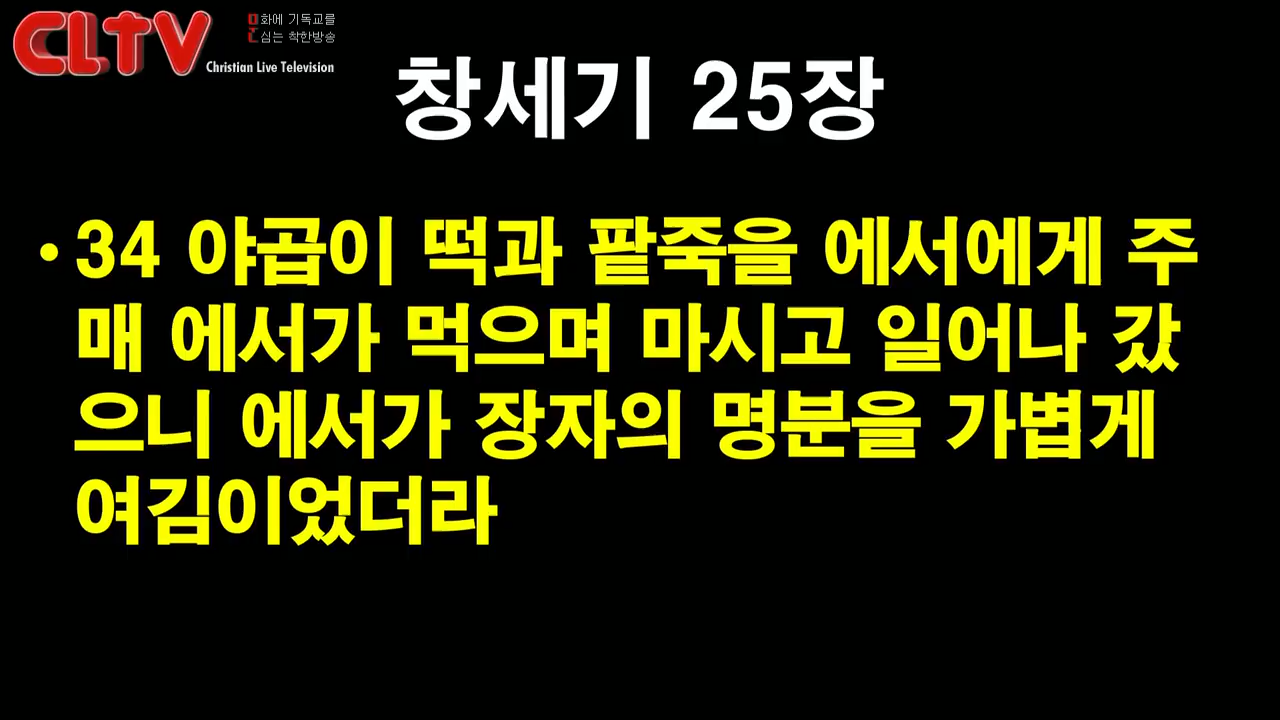 CLTV
문화에 기독교를
심는 착한방송
Christian Live Television
창세기 25장
• 34 야곱이 떡과 팥죽을 에서에게 주
매 에서가 먹으며 마시고 일어나 갔
으니 에서가 장자의 명분을 가볍게
여김이었더라